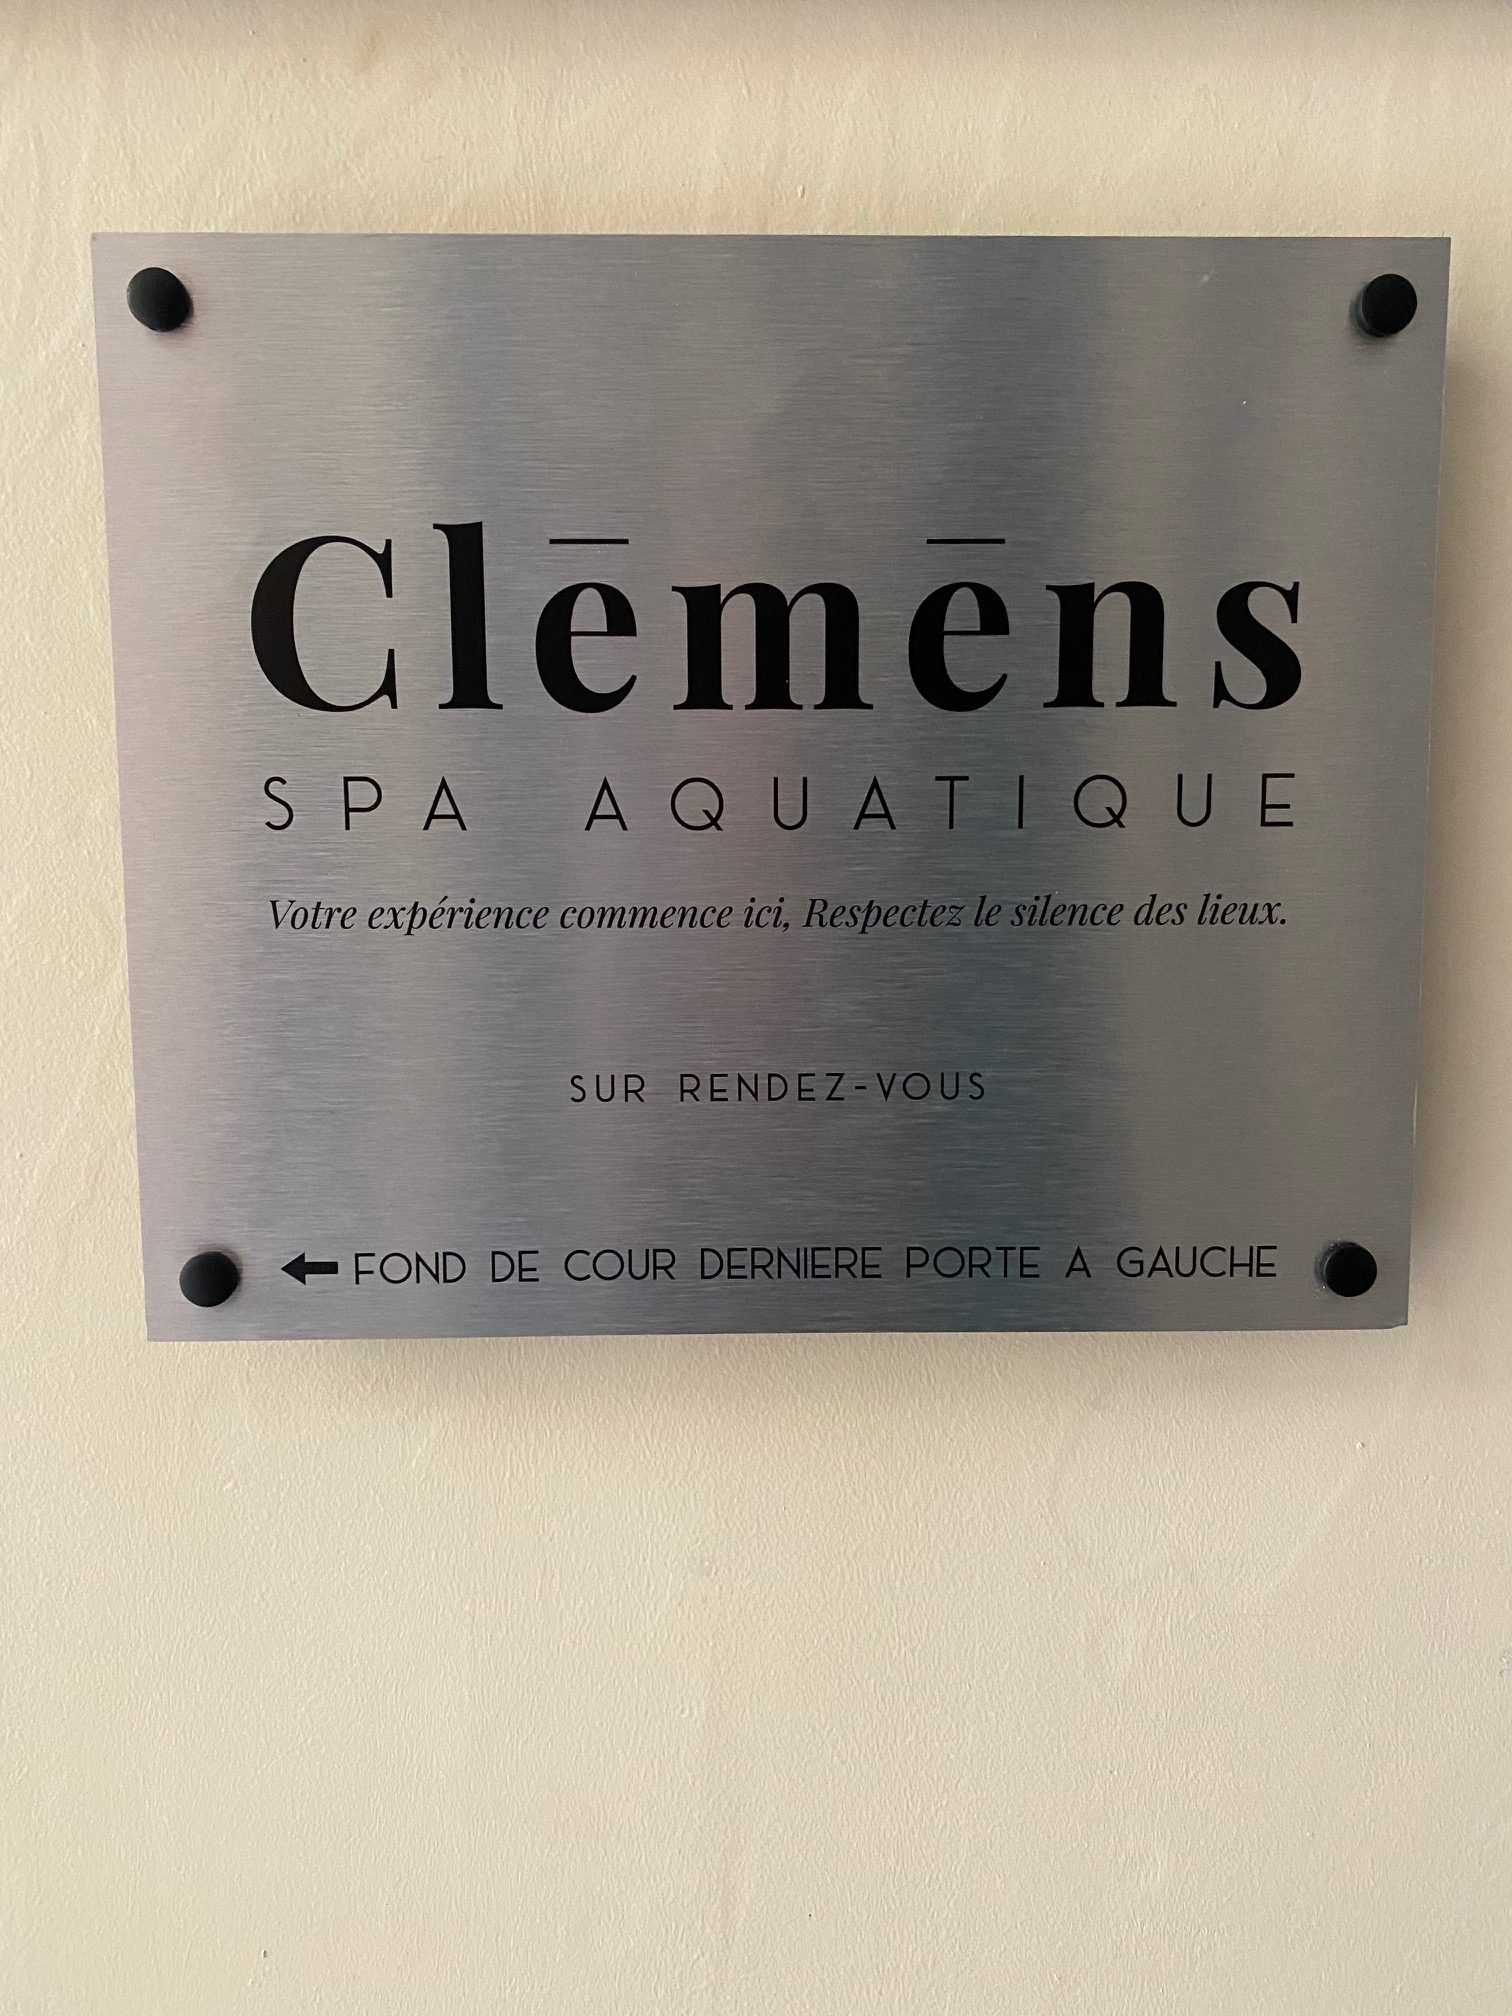 Clēmēns
SPA AQUATIQUE
Votre expérience commence ici, Respectez le silence des lieux.
SUR RENDEZ-VOUS
← FOND DE COUR DERNIERE PORTE A GAUCHE